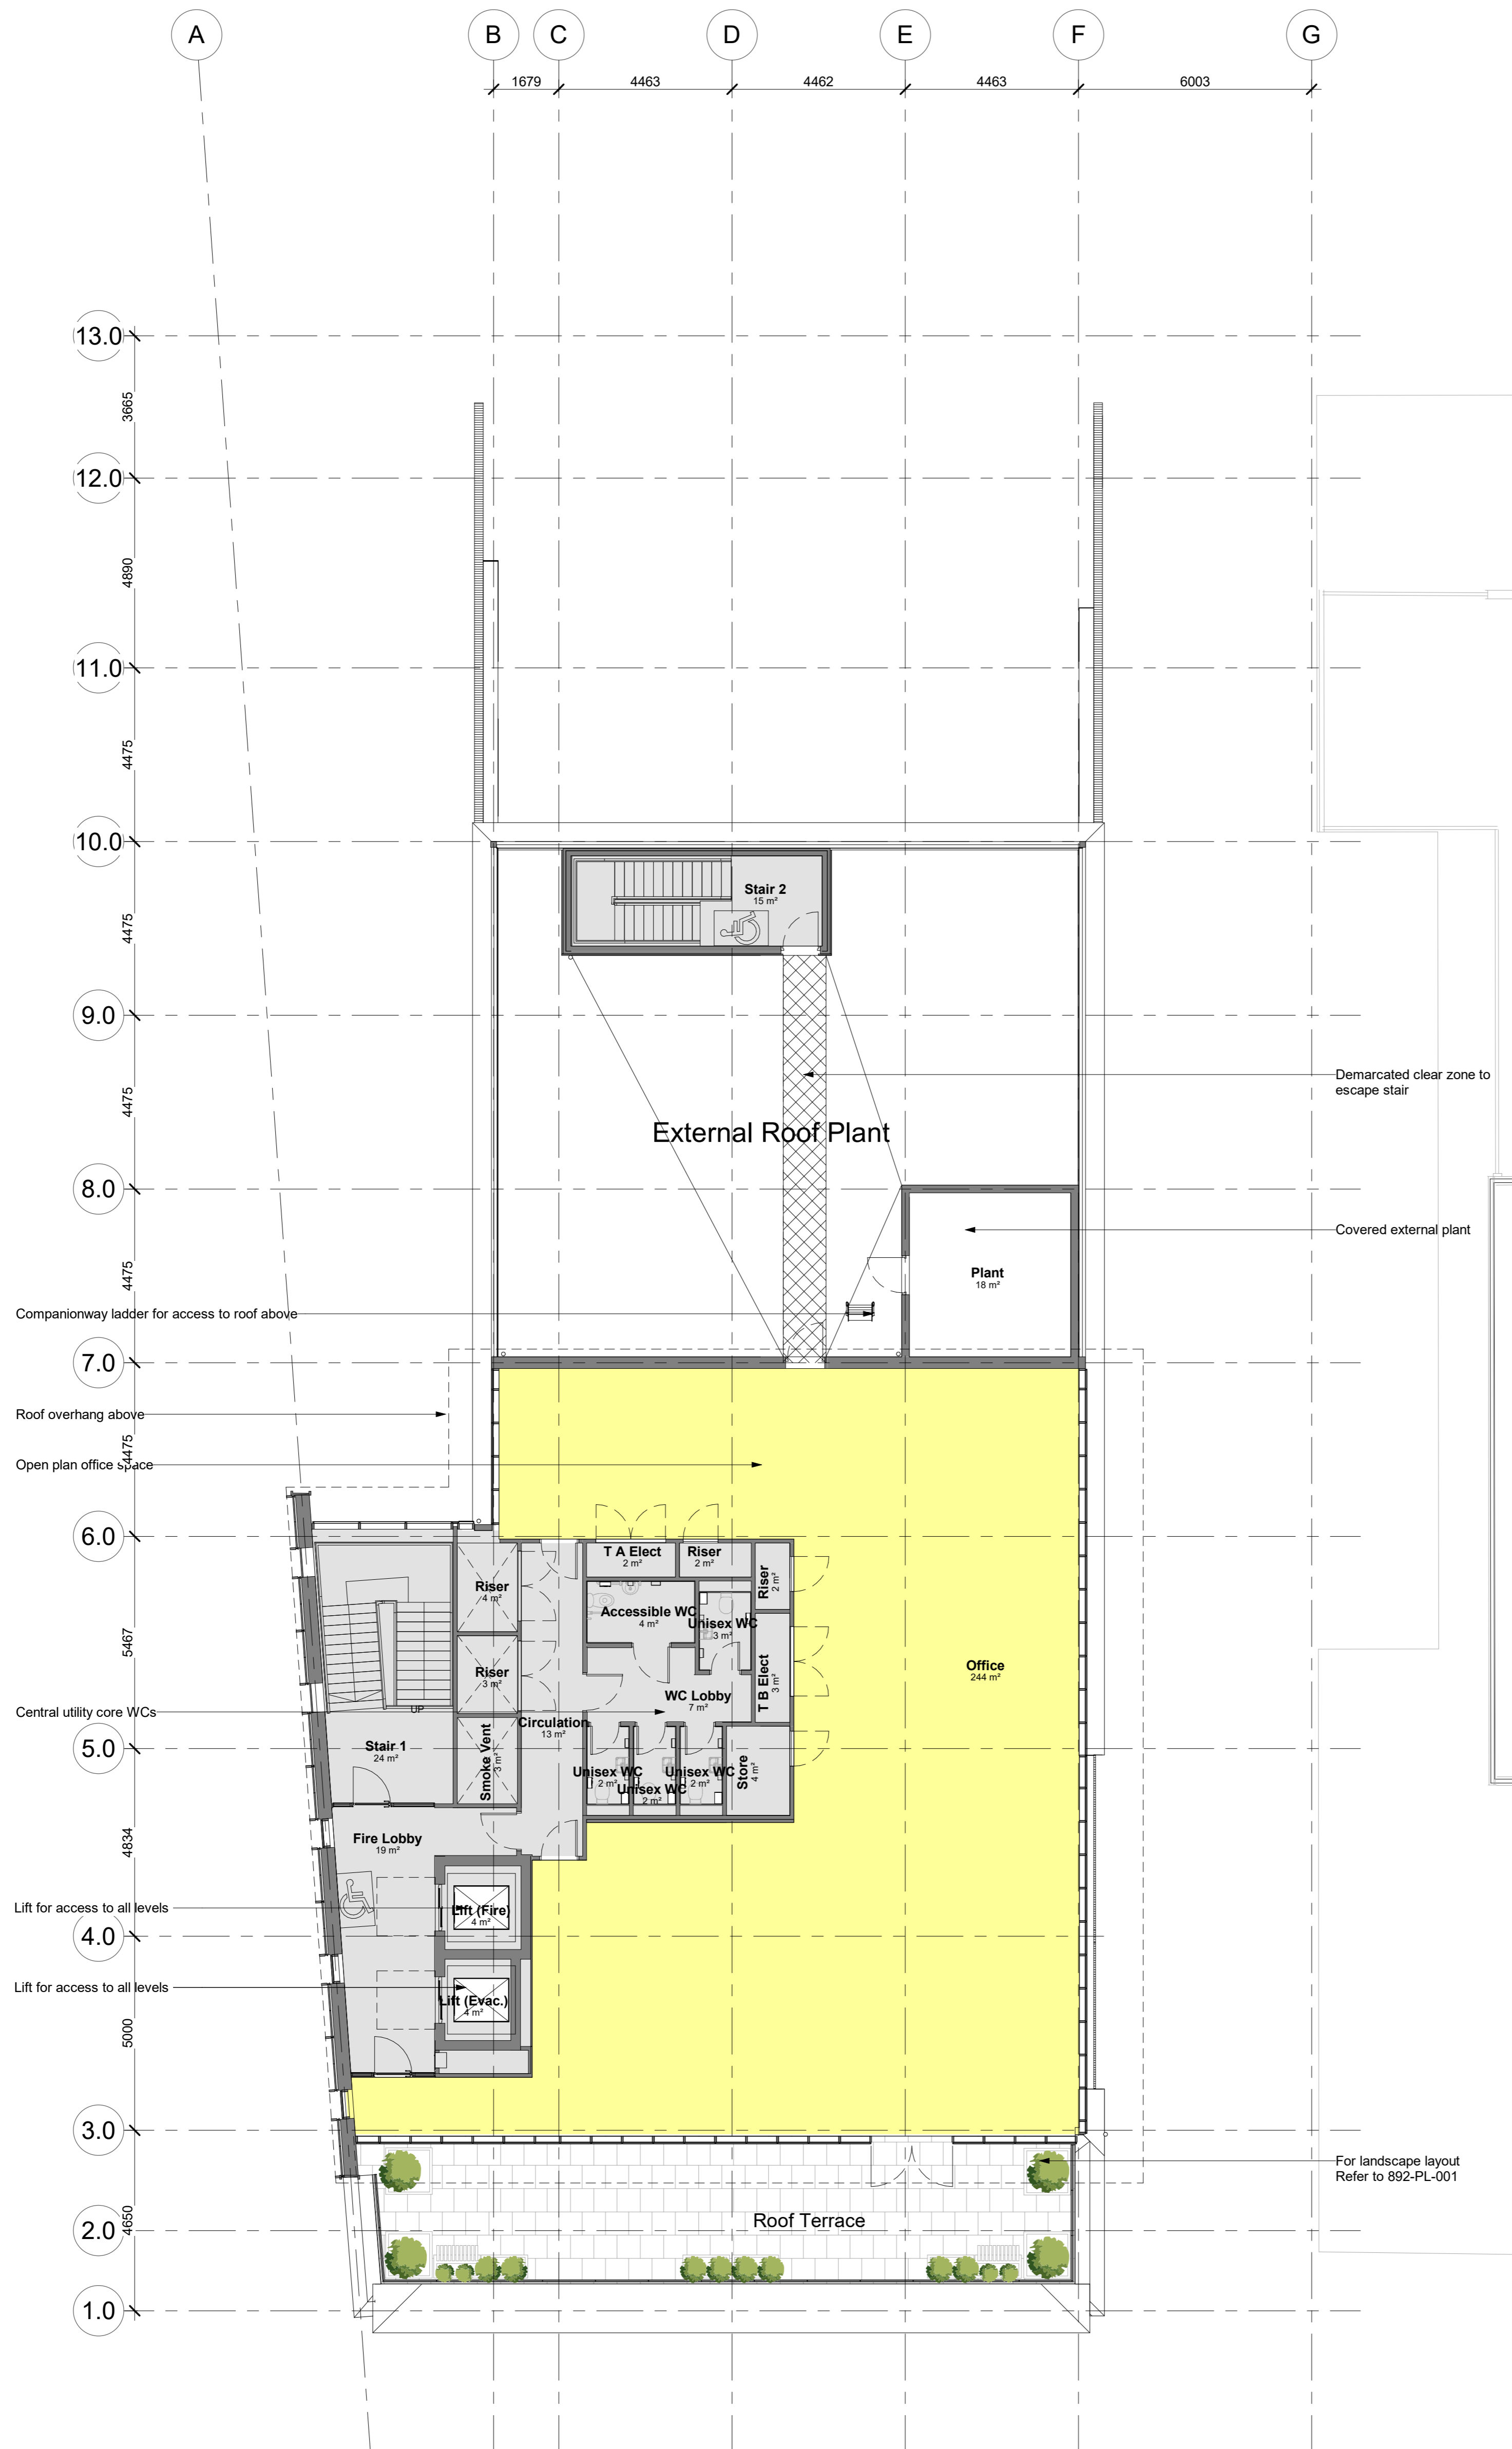 A
B
C
D
E
F
G
1679
4463
4462
4463
6003
13.0
3665
12.0
4890
11.0
4475
10.0
Stair 2
15 m²
4475
9.0
Demarcated clear zone to
escape stair
4475
External Roof Plant
8.0
Covered external plant
Plant
18 m²
4475
Companionway ladder for access to roof above
7.0
Roof overhang above
4475
Open plan office space
6.0
T A Elect
2 m²
Riser
2 m²
Riser
2 m²
Riser
4 m²
Accessible WC
4 m²
Unisex WC
3 m²
5467
Office
244 m²
Riser
3 m²
T B Elect
3 m²
WC Lobby
7 m²
UP
Central utility core WCs
Circulation
13 m²
Stair 1
24 m²
5.0
Smoke Vent
3 m²
Unisex WC
2 m²
Unisex WC
2 m²
Unisex WC
2 m²
Store
4 m²
Fire Lobby
19 m²
4834
Lift for access to all levels
Lift (Fire)
4 m²
4.0
Lift for access to all levels
Lift (Evac.)
4 m²
5000
3.0
For landscape layout
Refer to 892-PL-001
4650
Roof Terrace
2.0
1.0